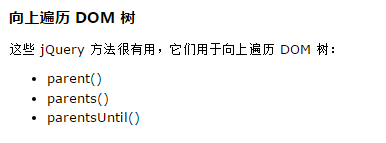 向上遍历 DOM 树
这些 jQuery 方法很有用，它们用于向上遍历 DOM 树：
• parent()
• parents()
• parentsUntil()